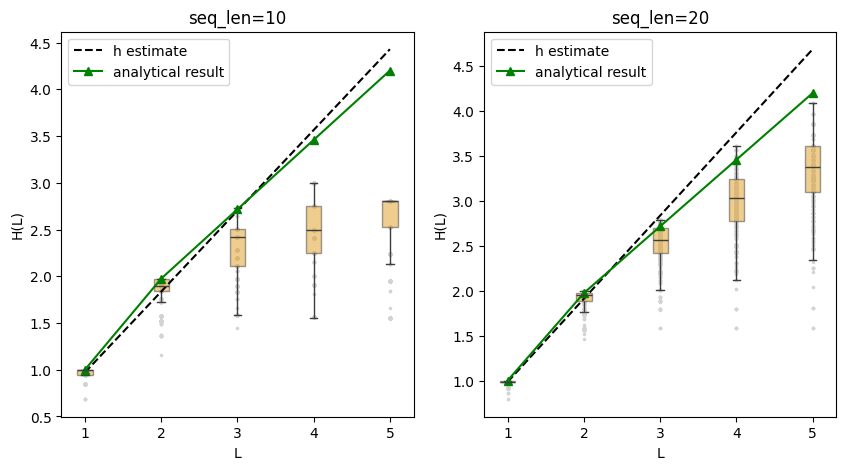 seq_len=10
h estimate
analytical result
H(L)
4.5
4.0
3.5
3.0
2.5
2.0
1.5
1.0
0.5
1 2 3 4 5
L
seq_len=20
h estimate
analytical result
H(L)
4.5
4.0
3.5
3.0
2.5
2.0
1.5
1.0
1 2 3 4 5
L